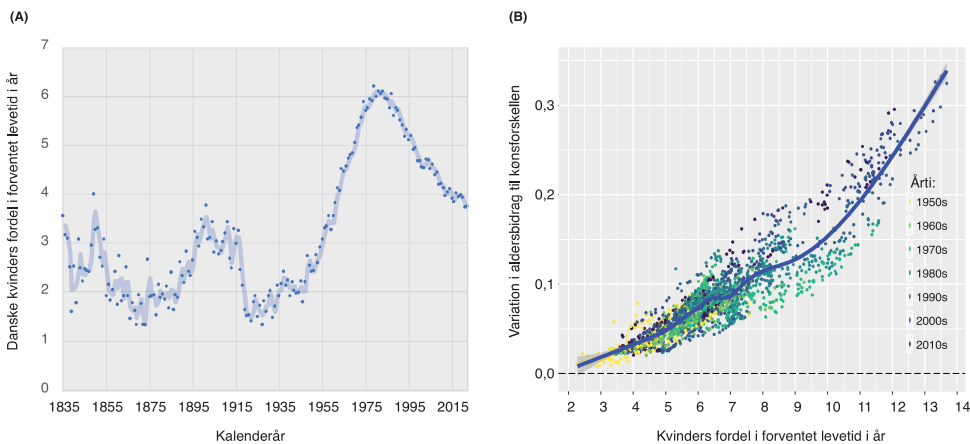 (A)
Danske kvinders fordel i forventet levetid i år
7
6
5
4
3
2
1
0
1835 1855 1875 1895 1915 1935 1955 1975 1995 2015
Kalenderår
(B)
Variation i aldersbidrag til kønsforskellen
0,3
0,2
0,1
0,0
Årti:
1950s
1960s
1970s
1980s
1990s
2000s
2010s
2 3 4 5 6 7 8 9 10 11 12 13 14
Kvinders fordel i forventet levetid i år